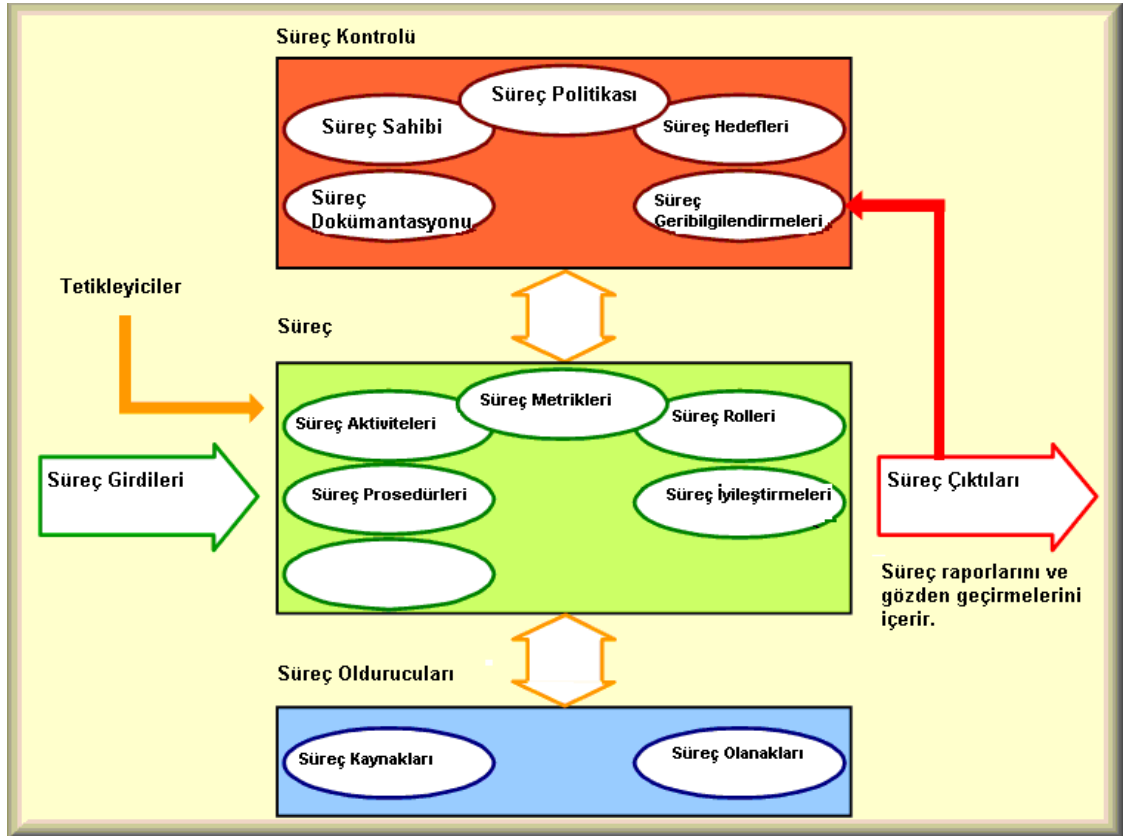 Süreç Kontrolü
Süreç Politikası
Süreç Sahibi
Süreç Hedefleri
Süreç
Dokümantasyonu
Süreç
Geribilgilendirmeleri
Tetikleyiciler
Süreç
Süreç Metrikleri
Süreç Aktiviteleri
Süreç Rolleri
Süreç Girdileri
Süreç Prosedürleri
Süreç İyileştirmeleri
Süreç Çıktıları
Süreç raporlarını ve
gözden geçirmelerini
içerir.
Süreç Oldurucuları
Süreç Kaynakları
Süreç Olanakları